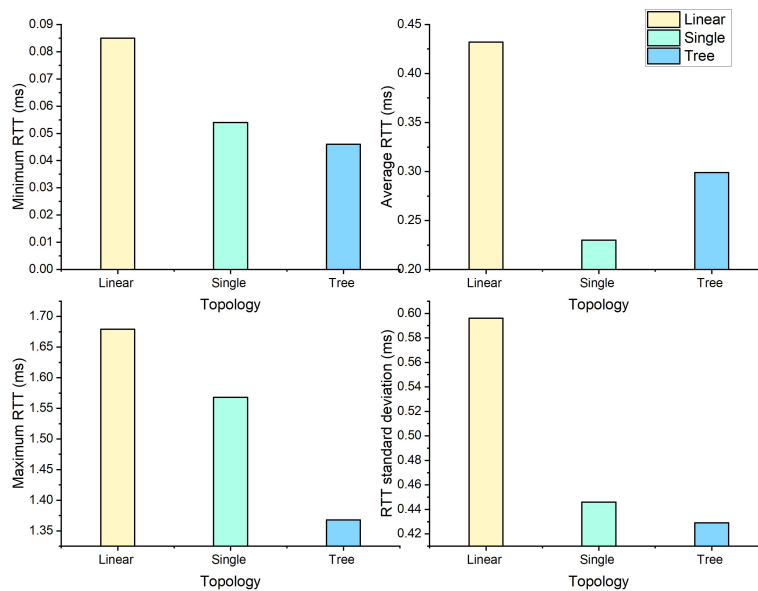 0.09
0.08
0.07
0.06
0.05
0.04
0.03
0.02
0.01
0.00
Minimum RTT (ms)
Linear Single Tree
Topology
0.45
0.40
0.35
0.30
0.25
0.20
Average RTT (ms)
Linear Single Tree
Topology
Linear
Single
Tree
1.70
1.65
1.60
1.55
1.50
1.45
1.40
1.35
Maximum RTT (ms)
Linear Single Tree
Topology
0.60
0.58
0.56
0.54
0.52
0.50
0.48
0.46
0.44
0.42
RTT standard deviation (ms)
Linear Single Tree
Topology